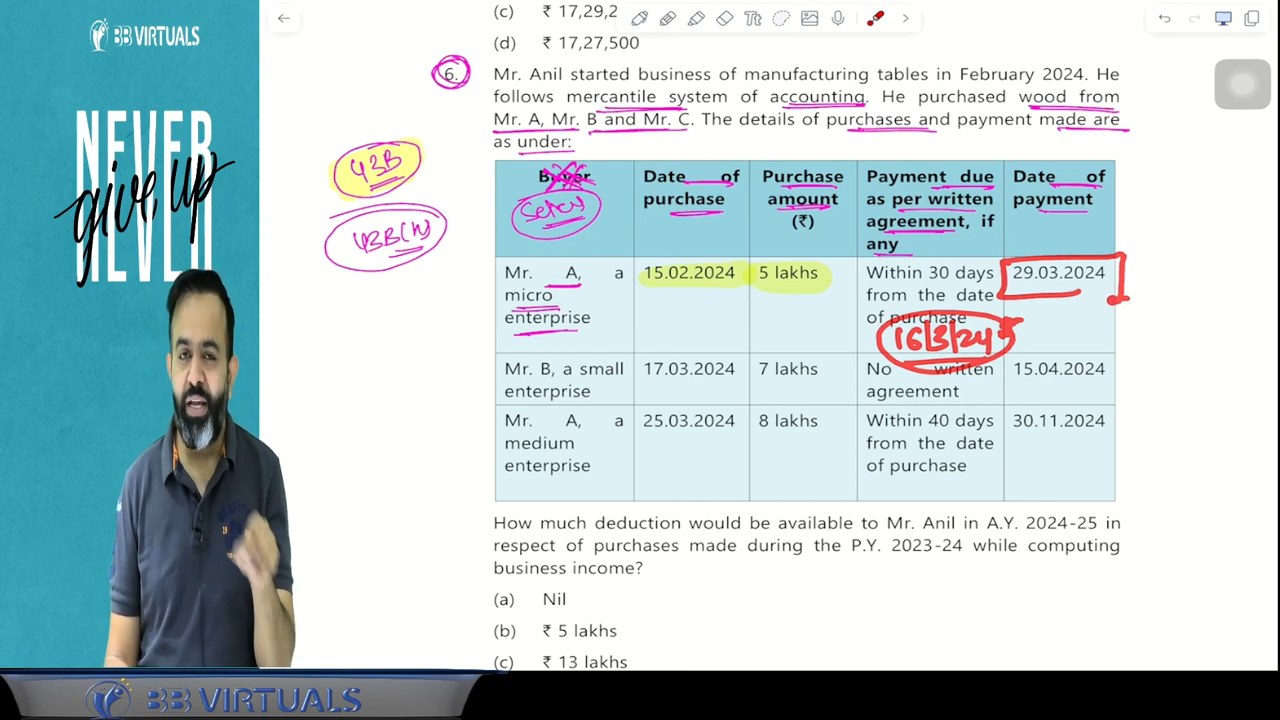 BB VIRTUALS
NEVER
give up
NEVER
(c) ₹ 17,29,2
(d) ₹ 17,27,500
6. Mr. Anil started business of manufacturing tables in February 2024. He
follows mercantile system of accounting. He purchased wood from
Mr. A, Mr. B and Mr. C. The details of purchases and payment made are
as under:
43B
43B(h)
Buyer
Seller
Date of
purchase
Purchase
amount
(₹)
Payment due
as per written
agreement, if
any
Date of
payment
Mr. A, a
micro
enterprise
15.02.2024
5 lakhs
Within 30 days
from the date
of purchase
16/3/24
29.03.2024
Mr. B, a small
enterprise
17.03.2024
7 lakhs
No written
agreement
15.04.2024
Mr. A, a
medium
enterprise
25.03.2024
8 lakhs
Within 40 days
from the date
of purchase
30.11.2024
How much deduction would be available to Mr. Anil in A.Y. 2024-25 in
respect of purchases made during the P.Y. 2023-24 while computing
business income?
(a) Nil
(b) ₹ 5 lakhs
(c) ₹ 13 lakhs
BB VIRTUALS